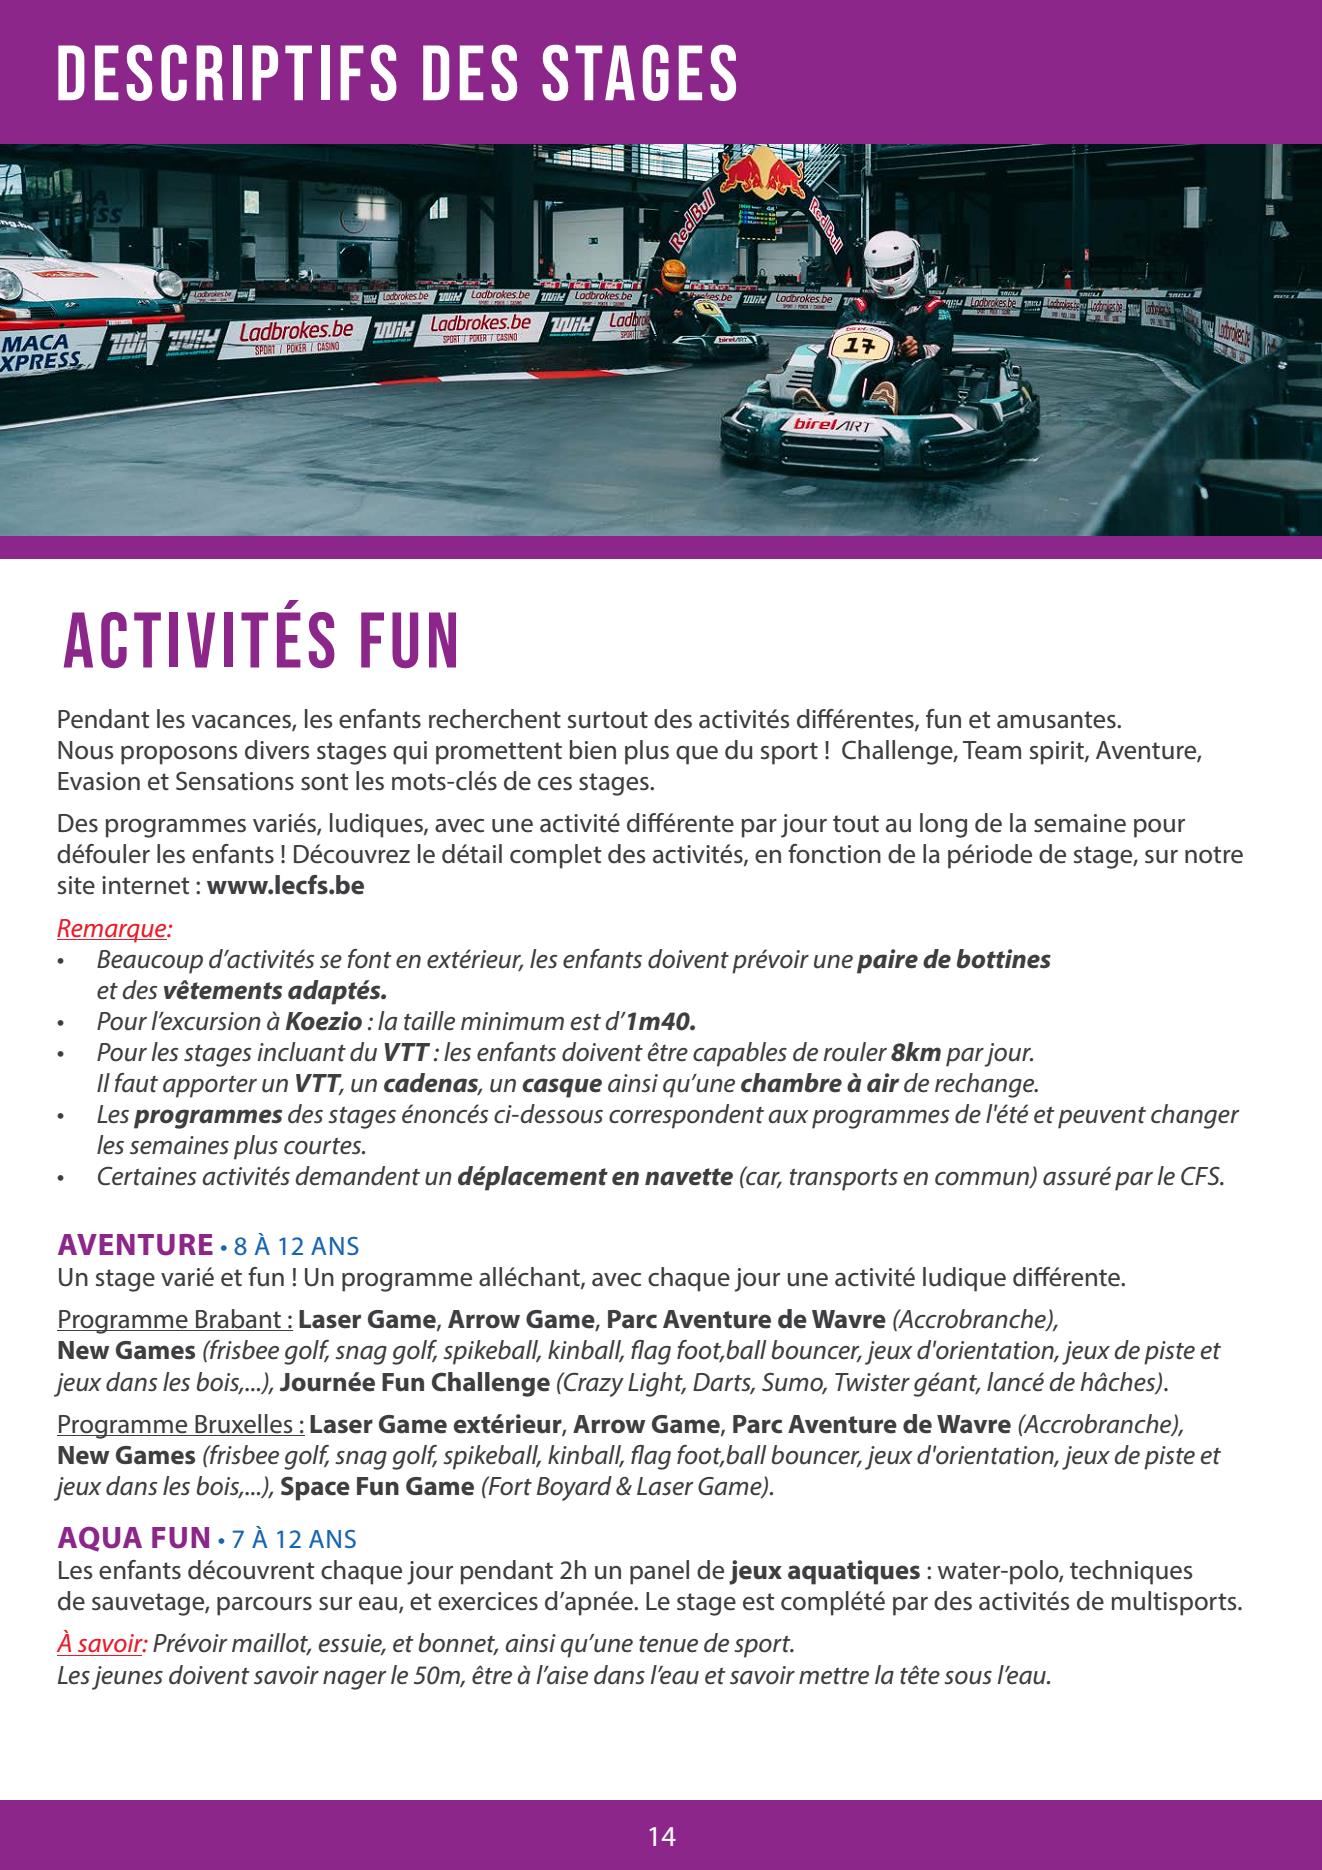 DESCRIPTIFS DES STAGES
Red Bull
Red Bull
MACA
XPRESS
Ladbrokes.be
SPORT / POKER / CASINO
Ladbrokes.be
SPORT / POKER / CASINO
Ladbrokes.be
Ladbrokes.be
Ladbrokes.be
Ladbrokes.be
4
17
birelART
birelART
ACTIVITÉS FUN
Pendant les vacances, les enfants recherchent surtout des activités différentes, fun et amusantes.
Nous proposons divers stages qui promettent bien plus que du sport ! Challenge, Team spirit, Aventure,
Evasion et Sensations sont les mots-clés de ces stages.
Des programmes variés, ludiques, avec une activité différente par jour tout au long de la semaine pour
défouler les enfants ! Découvrez le détail complet des activités, en fonction de la période de stage, sur notre
site internet : www.lecfs.be
Remarque:
• Beaucoup d’activités se font en extérieur, les enfants doivent prévoir une paire de bottines
et des vêtements adaptés.
• Pour l’excursion à Koezio : la taille minimum est d’1m40.
• Pour les stages incluant du VTT : les enfants doivent être capables de rouler 8km par jour.
Il faut apporter un VTT, un cadenas, un casque ainsi qu’une chambre à air de rechange.
• Les programmes des stages énoncés ci-dessous correspondent aux programmes de l'été et peuvent changer
les semaines plus courtes.
• Certaines activités demandent un déplacement en navette (car, transports en commun) assuré par le CFS.
AVENTURE • 8 À 12 ANS
Un stage varié et fun ! Un programme alléchant, avec chaque jour une activité ludique différente.
Programme Brabant : Laser Game, Arrow Game, Parc Aventure de Wavre (Accrobranche),
New Games (frisbee golf, snag golf, spikeball, kinball, flag foot,ball bouncer, jeux d'orientation, jeux de piste et
jeux dans les bois,...), Journée Fun Challenge (Crazy Light, Darts, Sumo, Twister géant, lancé de hâches).
Programme Bruxelles : Laser Game extérieur, Arrow Game, Parc Aventure de Wavre (Accrobranche),
New Games (frisbee golf, snag golf, spikeball, kinball, flag foot,ball bouncer, jeux d'orientation, jeux de piste et
jeux dans les bois,...), Space Fun Game (Fort Boyard & Laser Game).
AQUA FUN • 7 À 12 ANS
Les enfants découvrent chaque jour pendant 2h un panel de jeux aquatiques : water-polo, techniques
de sauvetage, parcours sur eau, et exercices d’apnée. Le stage est complété par des activités de multisports.
À savoir: Prévoir maillot, essuie, et bonnet, ainsi qu’une tenue de sport.
Les jeunes doivent savoir nager le 50m, être à l’aise dans l’eau et savoir mettre la tête sous l’eau.
14